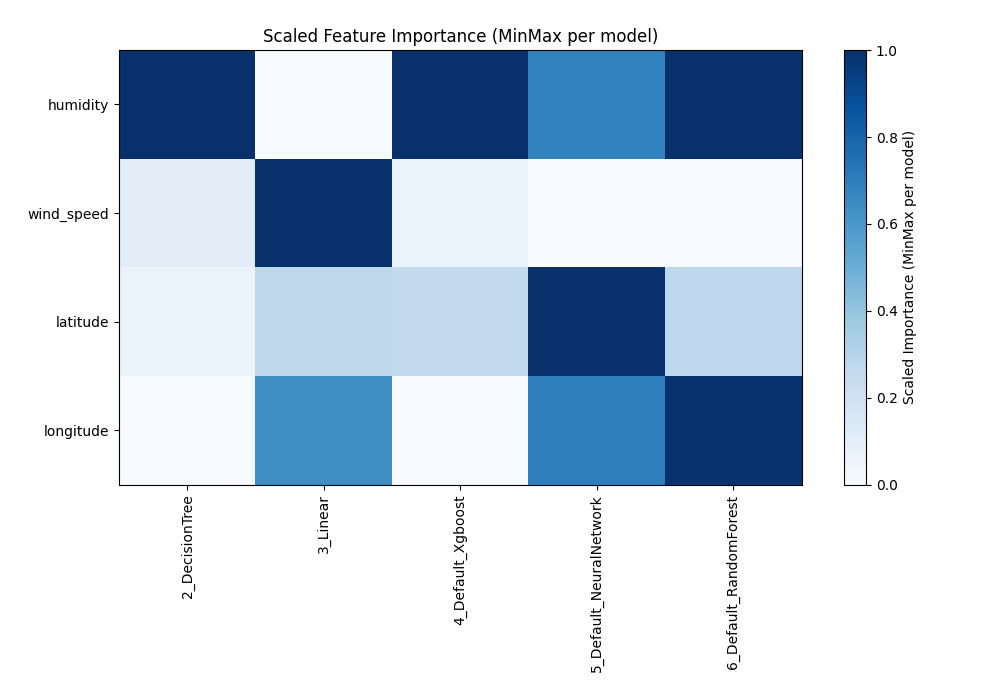 Scaled Feature Importance (MinMax per model)
humidity
wind_speed
latitude
longitude
2_DecisionTree
3_Linear
4_Default_Xgboost
5_Default_NeuralNetwork
6_Default_RandomForest
1.0
0.8
0.6
0.4
0.2
0.0
Scaled Importance (MinMax per model)